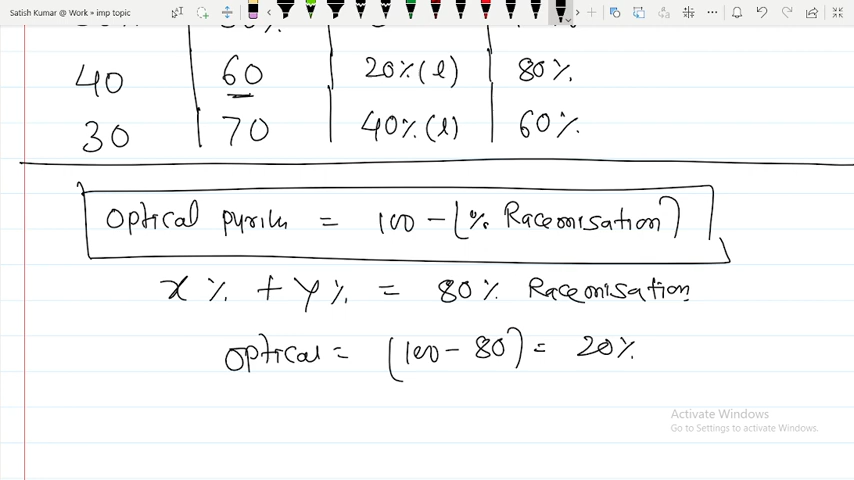 Satish Kumar @ Work » imp topic
40 60 20%(l) 80%
30 70 40%(l) 60%
Optical = 100 - (% Racemisation)
X % + Y % = 80% Racemisation
Optical = (100 - 80) = 20%
Activate Windows
Go to Settings to activate Windows.